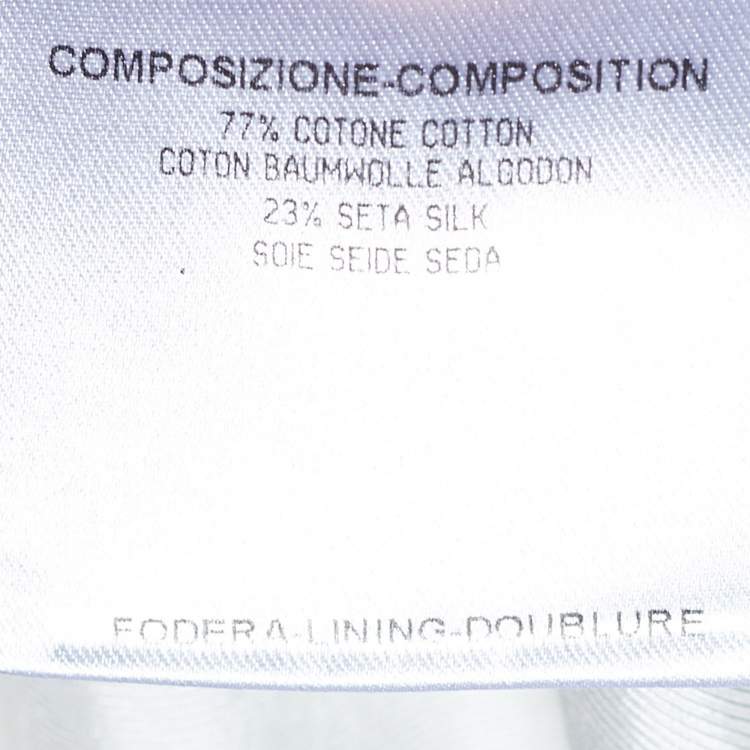 COMPOSIZIONE-COMPOSITION
77% COTONE COTTON
COTON BAUMWOLLE ALGODON
23% SETA SILK
SOIE SEIDE SEDA
FODERA-LINING-DOUBLURE